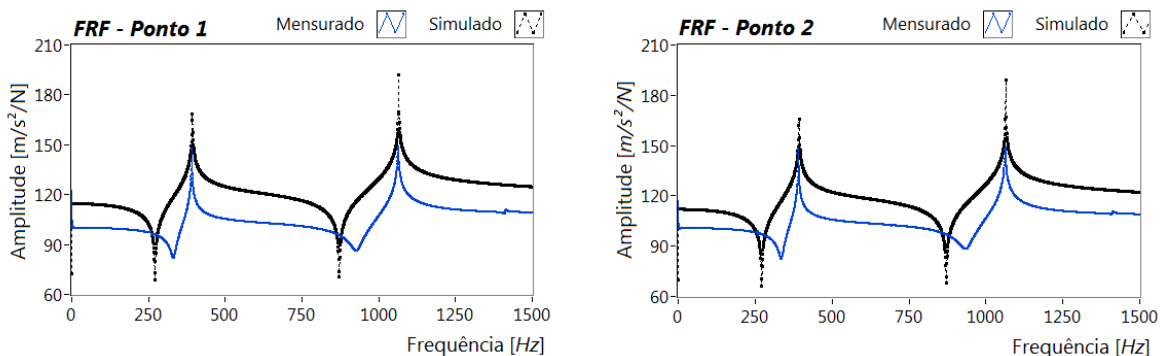 FRF - Ponto 1
Mensurado
Simulado
Amplitude [m/s²/N]
210
180
150
120
90
60
0
250
500
750
1000
1250
1500
Frequência [Hz]
FRF - Ponto 2
Mensurado
Simulado
Amplitude [m/s²/N]
210
180
150
120
90
60
0
250
500
750
1000
1250
1500
Frequência [Hz]